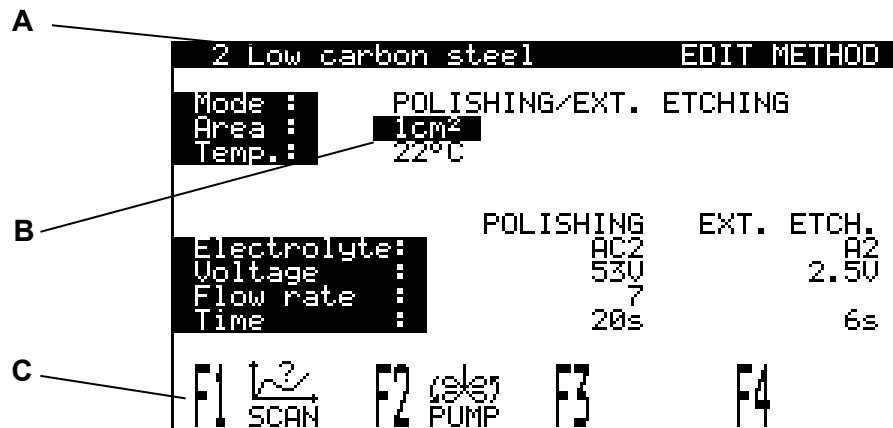 A
2 Low carbon steel EDIT METHOD
Mode : POLISHING/EXT. ETCHING
Area : 1cm²
Temp.: 22ºC
B
POLISHING EXT. ETCH.
Electrolyte: AC2 A2
Voltage : 53V 2.5V
Flow rate : 7
Time : 20s 6s
C
F1 ? SCAN F2 PUMP F3 F4